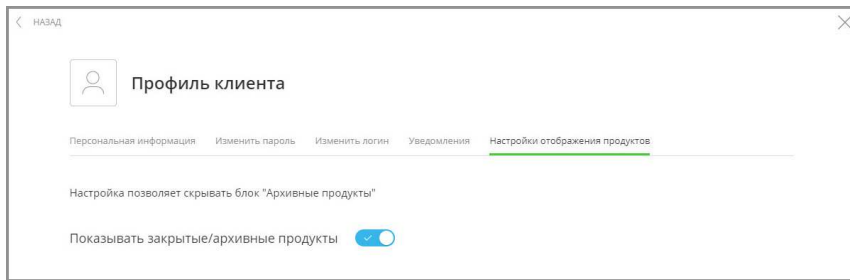 НАЗАД
Профиль клиента
Персональная информация Изменить пароль Изменить логин Уведомления Настройки отображения продуктов
Настройка позволяет скрывать блок "Архивные продукты"
Показывать закрытые/архивные продукты